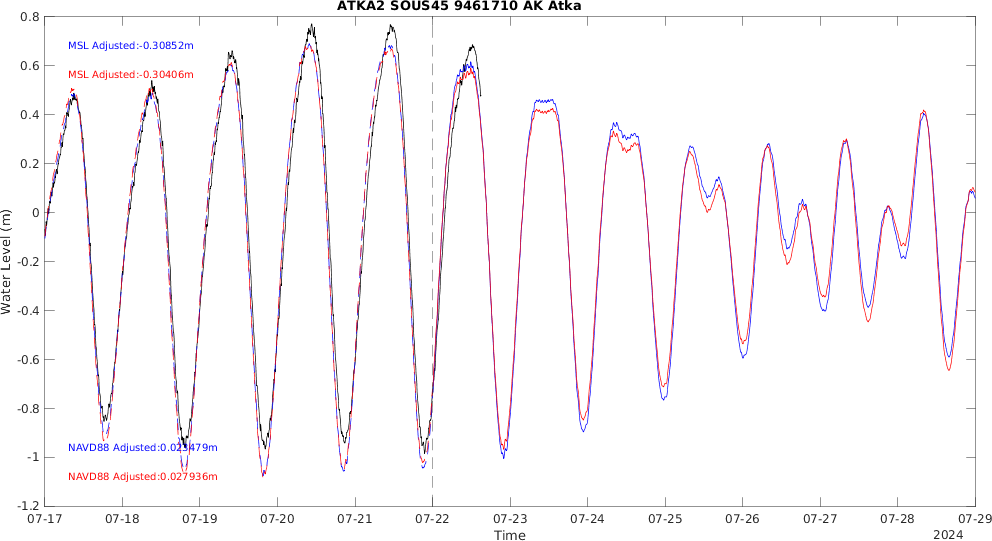 ATKA2 SOUS45 9461710 AK Atka
0.8
MSL Adjusted:-0.30852m
0.6
MSL Adjusted:-0.30406m
0.4
0.2
0
Water Level (m)
-0.2
-0.4
-0.6
-0.8
NAVD88 Adjusted:0.023479m
-1
NAVD88 Adjusted:0.027936m
-1.2
07-17 07-18 07-19 07-20 07-21 07-22 07-23 07-24 07-25 07-26 07-27 07-28 07-29
Time
2024